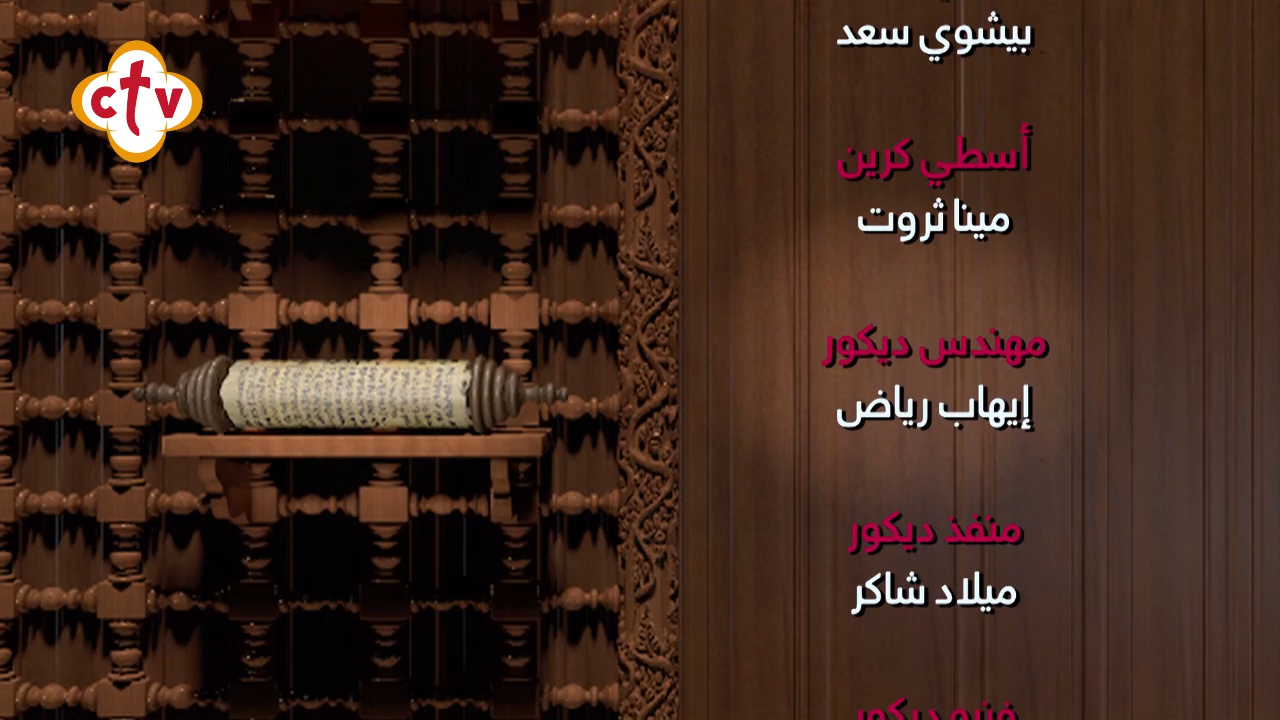 ctv
بيشوي سعد
أسطي كرين
مينا ثروت
مهندس ديكور
إيهاب رياض
منفذ ديكور
ميلاد شاكر